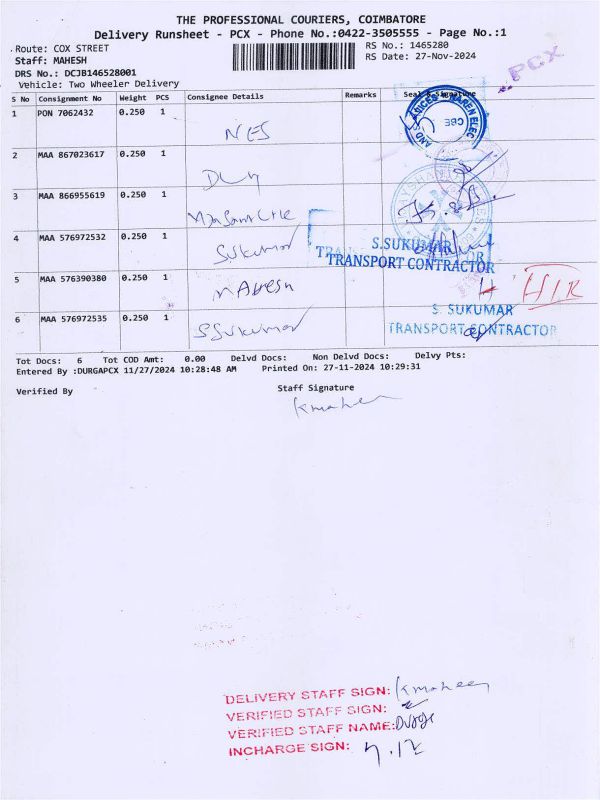 THE PROFESSIONAL COURIERS, COIMBATORE
Delivery Runsheet - PCX - Phone No.:0422-3505555 - Page No.:1
Route: COX STREET
RS No.: 1465280
Staff: MAHESH
RS Date: 27-Nov-2024
DRS No.: DCJB146528001
Vehicle: Two Wheeler Delivery
PCX
S No Consignment No Weight PCS Consignee Details Remarks Seal & Signature
1 PON 7062432 0.250 1 NES
2 MAA 867023617 0.250 1
3 MAA 866955619 0.250 1
4 MAA 576972532 0.250 1 Sukumar
S.SUKUMAR
TRANSPORT CONTRACTOR
5 MAA 576390380 0.250 1 MAhesh
6 MAA 576972535 0.250 1 SSukumar
S. SUKUMAR
TRANSPORT CONTRACTOR
Tot Docs: 6 Tot COD Amt: 0.00 Delvd Docs: Non Delvd Docs: Delvy Pts:
Entered By :DURGAPCX 11/27/2024 10:28:48 AM Printed On: 27-11-2024 10:29:31
Verified By Staff Signature
DELIVERY STAFF SIGN:
VERIFIED STAFF SIGN:
VERIFIED STAFF NAME:
INCHARGE SIGN: